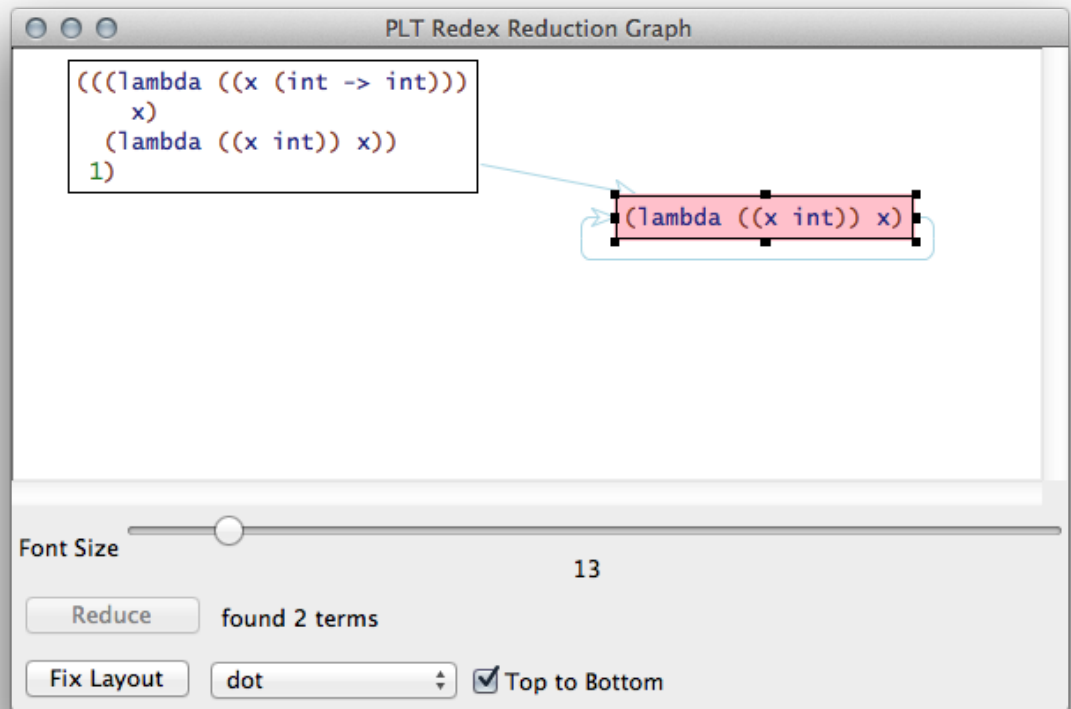 PLT Redex Reduction Graph
(((lambda ((x (int -> int)))
x)
(lambda ((x int)) x))
1)
(lambda ((x int)) x)
Font Size
13
Reduce found 2 terms
Fix Layout dot Top to Bottom